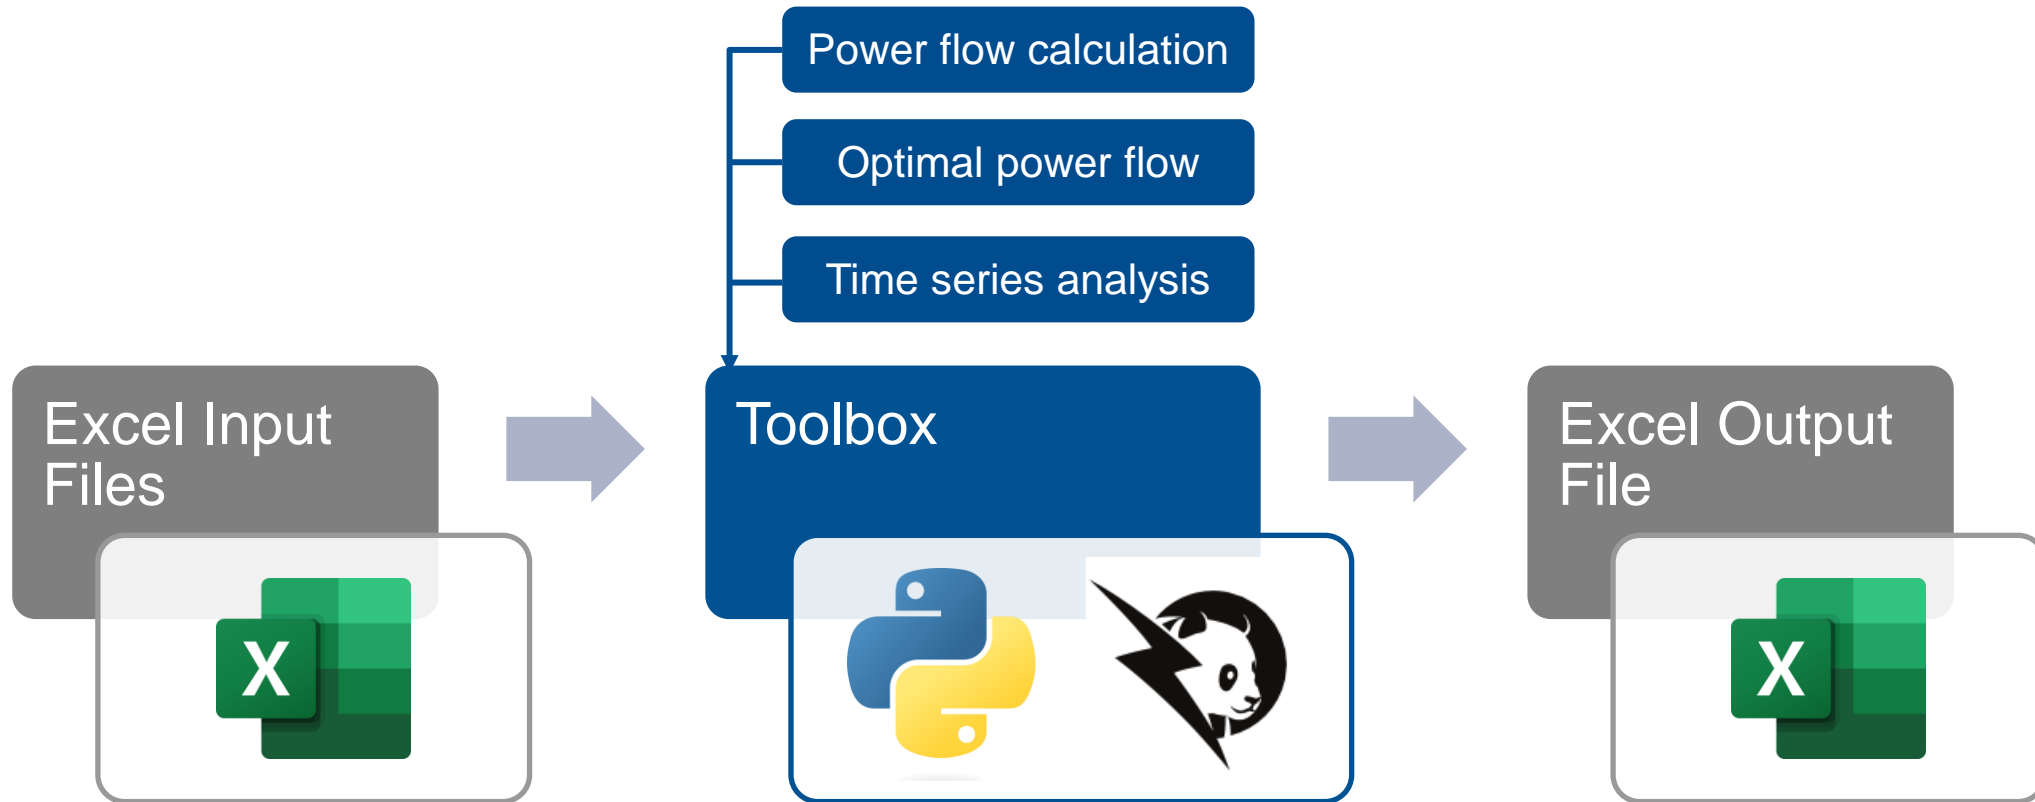 Power flow calculation
Optimal power flow
Time series analysis
Excel Input
Files
Toolbox
Excel Output
File
X
X